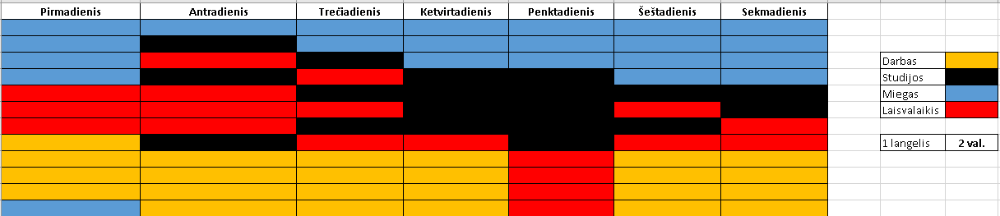 Pirmadienis Antradienis Trečiadienis Ketvirtadienis Penktadienis Šeštadienis Sekmadienis
Darbas
Studijos
Miegas
Laisvalaikis
1 langelis 2 val.